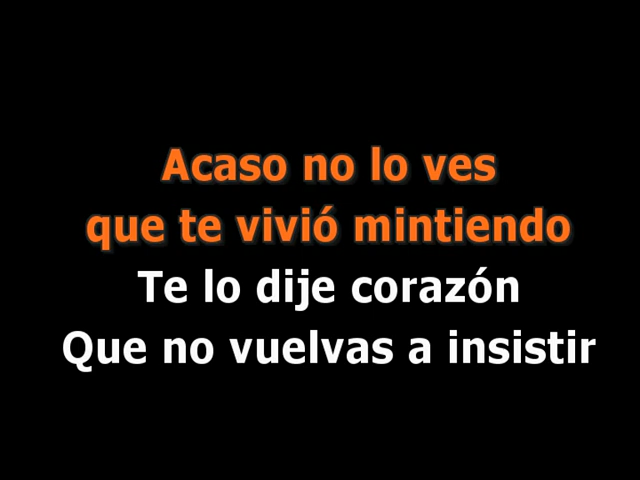 Acaso no lo ves
que te vivió mintiendo
Te lo dije corazón
Que no vuelvas a insistir